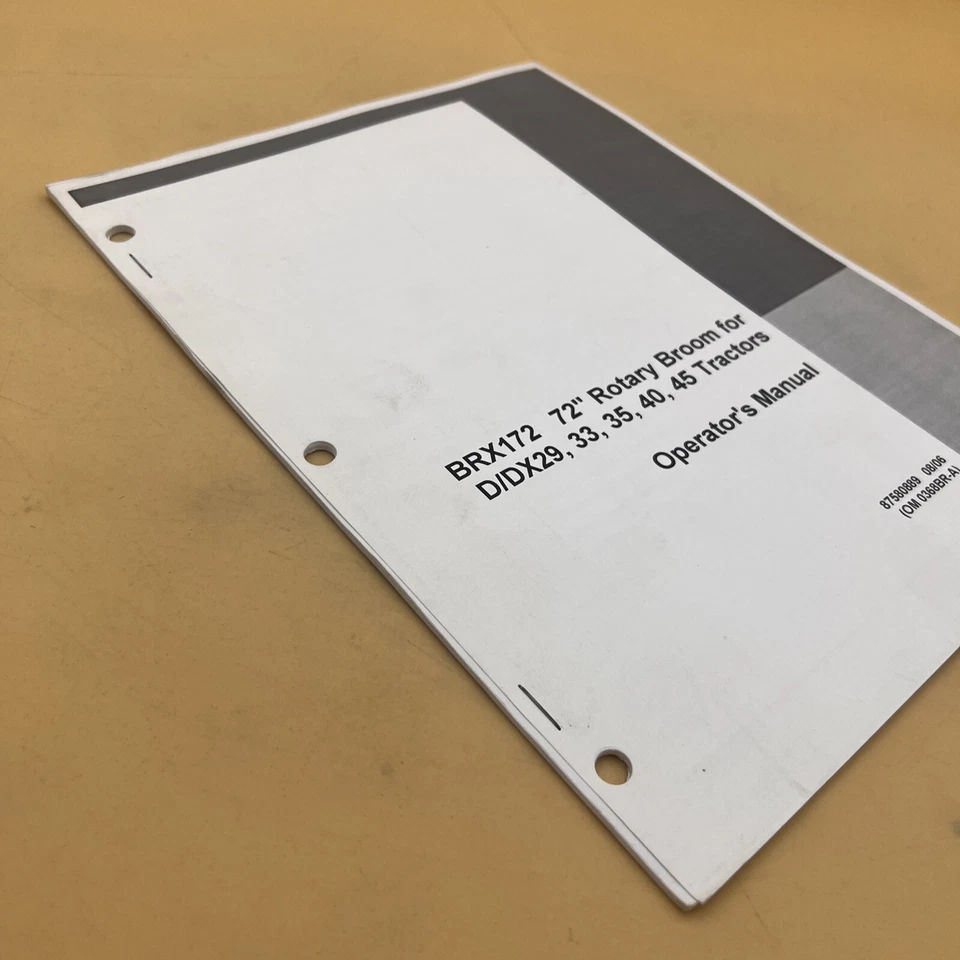 BRX172 72" Rotary Broom for
D/DX29, 33, 35, 40, 45 Tractors
Operator's Manual
87580889 08/06
(OM 0368BR-A)